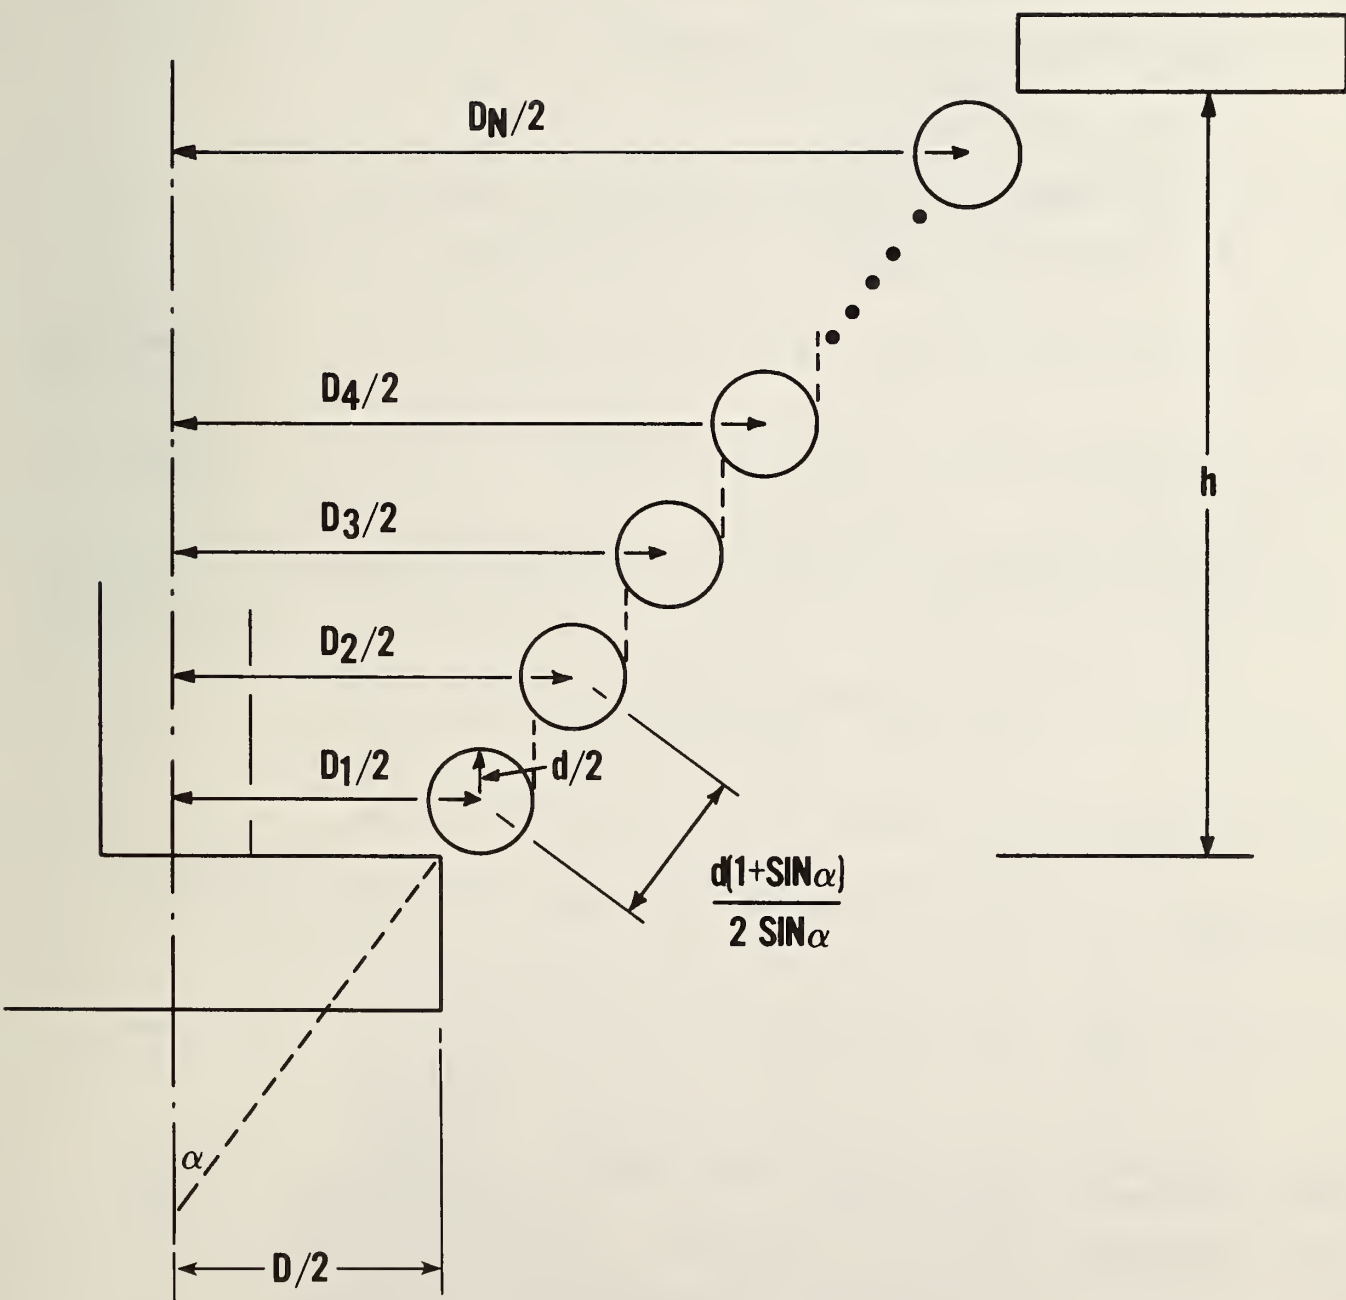 DN/2
D4/2
h
D3/2
D2/2
D1/2
d/2
d(1+SINα)
2 SINα
α
D/2